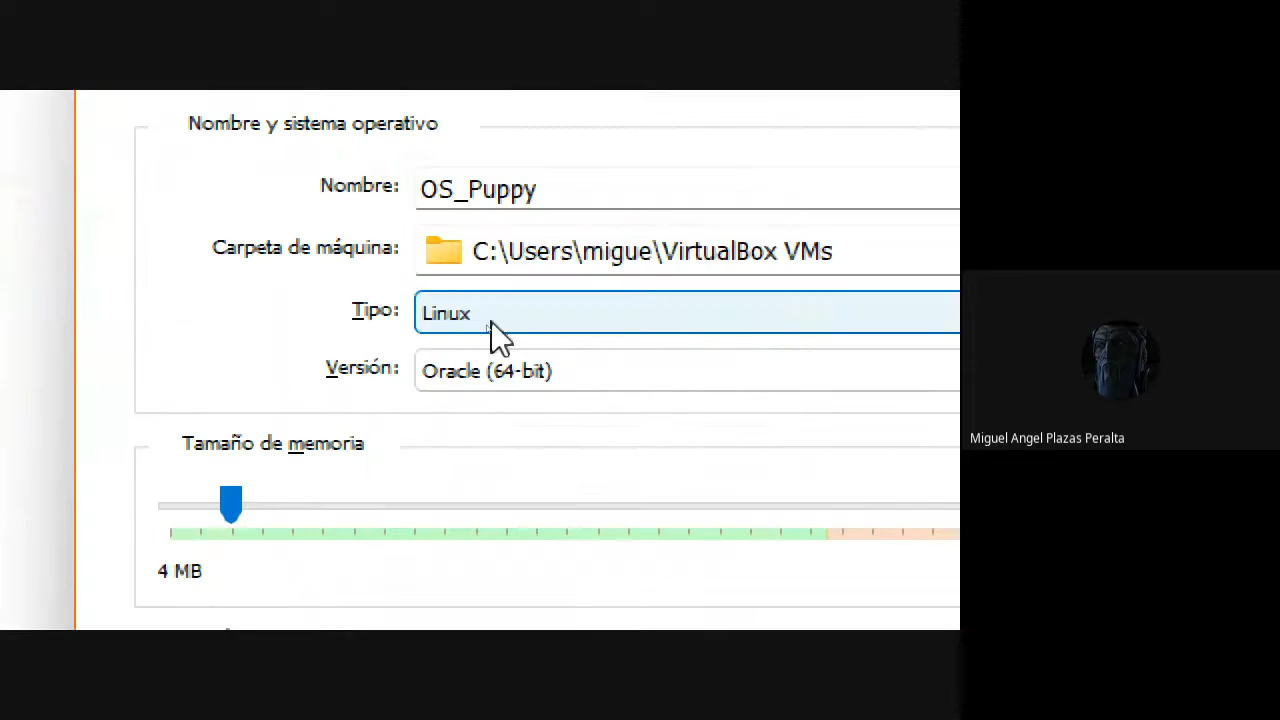 Nombre y sistema operativo
Nombre: OS_Puppy
Carpeta de máquina: C:\Users\migue\VirtualBox VMs
Tipo: Linux
Versión: Oracle (64-bit)
Tamaño de memoria
4 MB
Miguel Angel Plazas Peralta